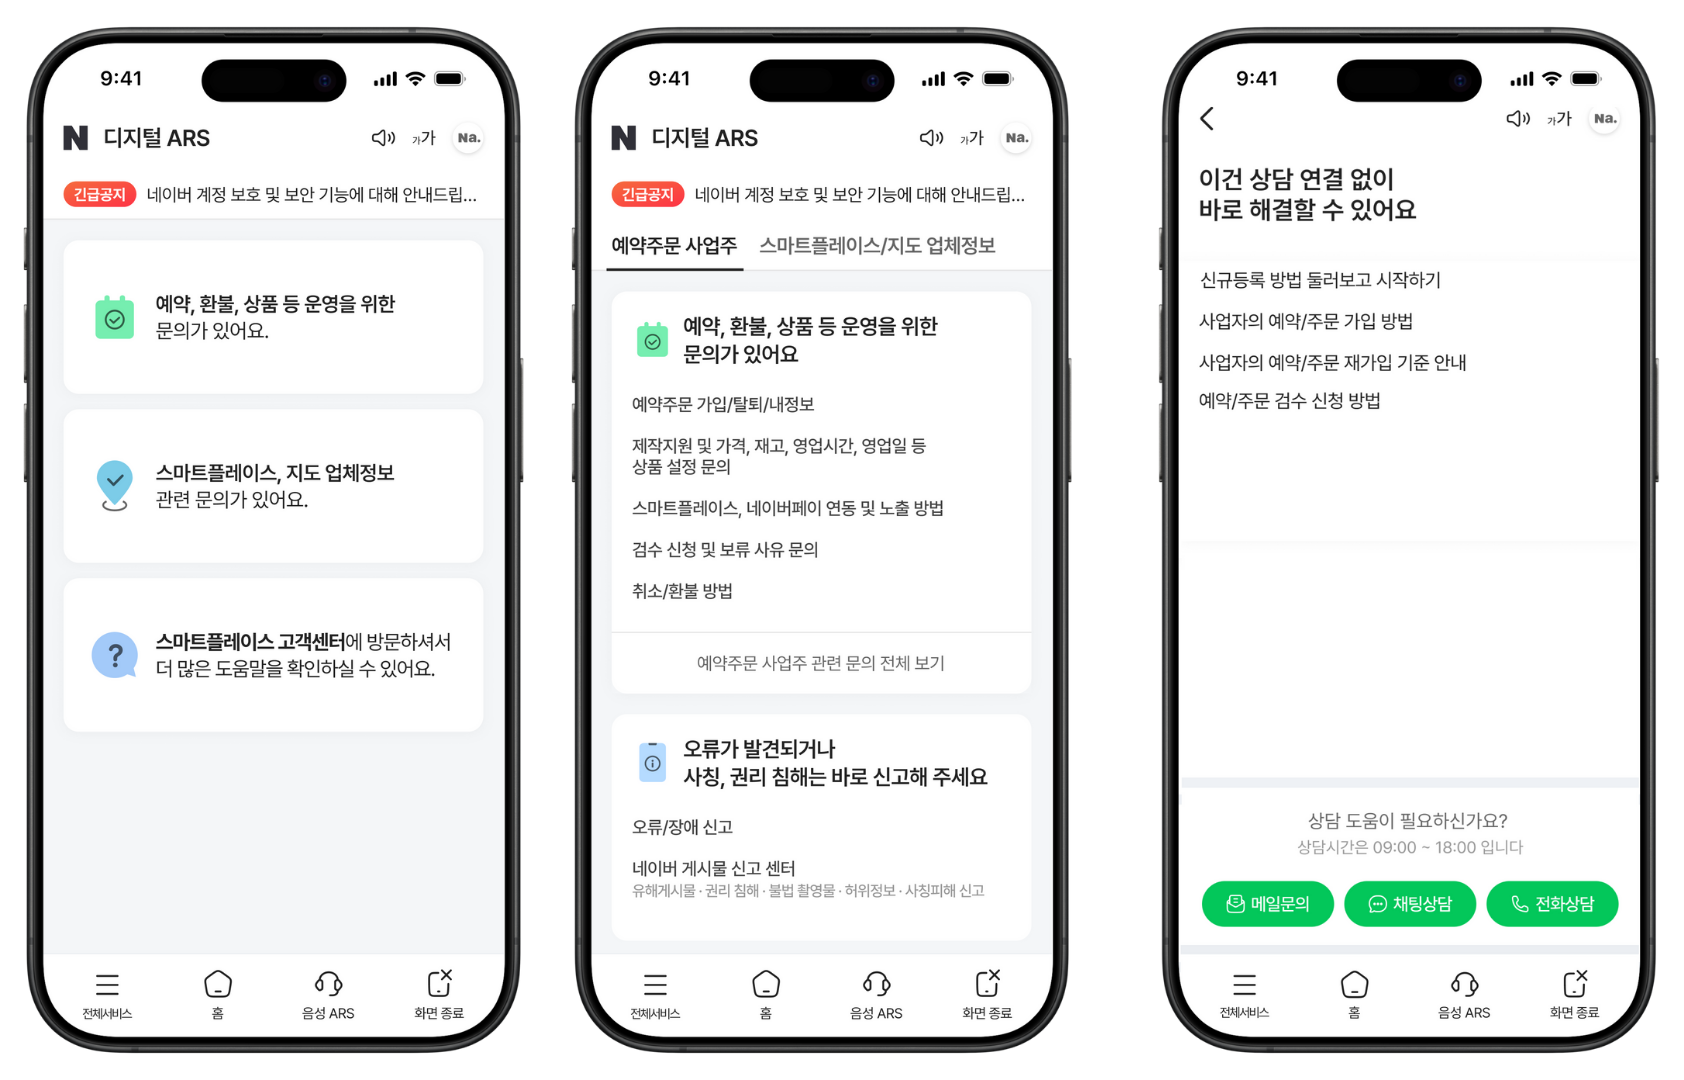 9:41
N 디지털 ARS
가가
Na.
긴급공지 네이버 계정 보호 및 보안 기능에 대해 안내드립...
예약, 환불, 상품 등 운영을 위한
문의가 있어요.
스마트플레이스, 지도 업체정보
관련 문의가 있어요.
?
스마트플레이스 고객센터에 방문하셔서
더 많은 도움말을 확인하실 수 있어요.
전체서비스
홈
음성 ARS
화면 종료
9:41
N 디지털 ARS
가가
Na.
긴급공지 네이버 계정 보호 및 보안 기능에 대해 안내드립...
예약주문 사업주
스마트플레이스/지도 업체정보
예약, 환불, 상품 등 운영을 위한
문의가 있어요
예약주문 가입/탈퇴/내정보
제작지원 및 가격, 재고, 영업시간, 영업일 등
상품 설정 문의
스마트플레이스, 네이버페이 연동 및 노출 방법
검수 신청 및 보류 사유 문의
취소/환불 방법
예약주문 사업주 관련 문의 전체 보기
오류가 발견되거나
사칭, 권리 침해는 바로 신고해 주세요
오류/장애 신고
네이버 게시물 신고 센터
유해게시물 · 권리 침해 · 불법 촬영물 · 허위정보 · 사칭피해 신고
전체서비스
홈
음성 ARS
화면 종료
9:41
가가
Na.
이건 상담 연결 없이
바로 해결할 수 있어요
신규등록 방법 둘러보고 시작하기
사업자의 예약/주문 가입 방법
사업자의 예약/주문 재가입 기준 안내
예약/주문 검수 신청 방법
상담 도움이 필요하신가요?
상담시간은 09:00 ~ 18:00 입니다
메일문의
채팅상담
전화상담
전체서비스
홈
음성 ARS
화면 종료